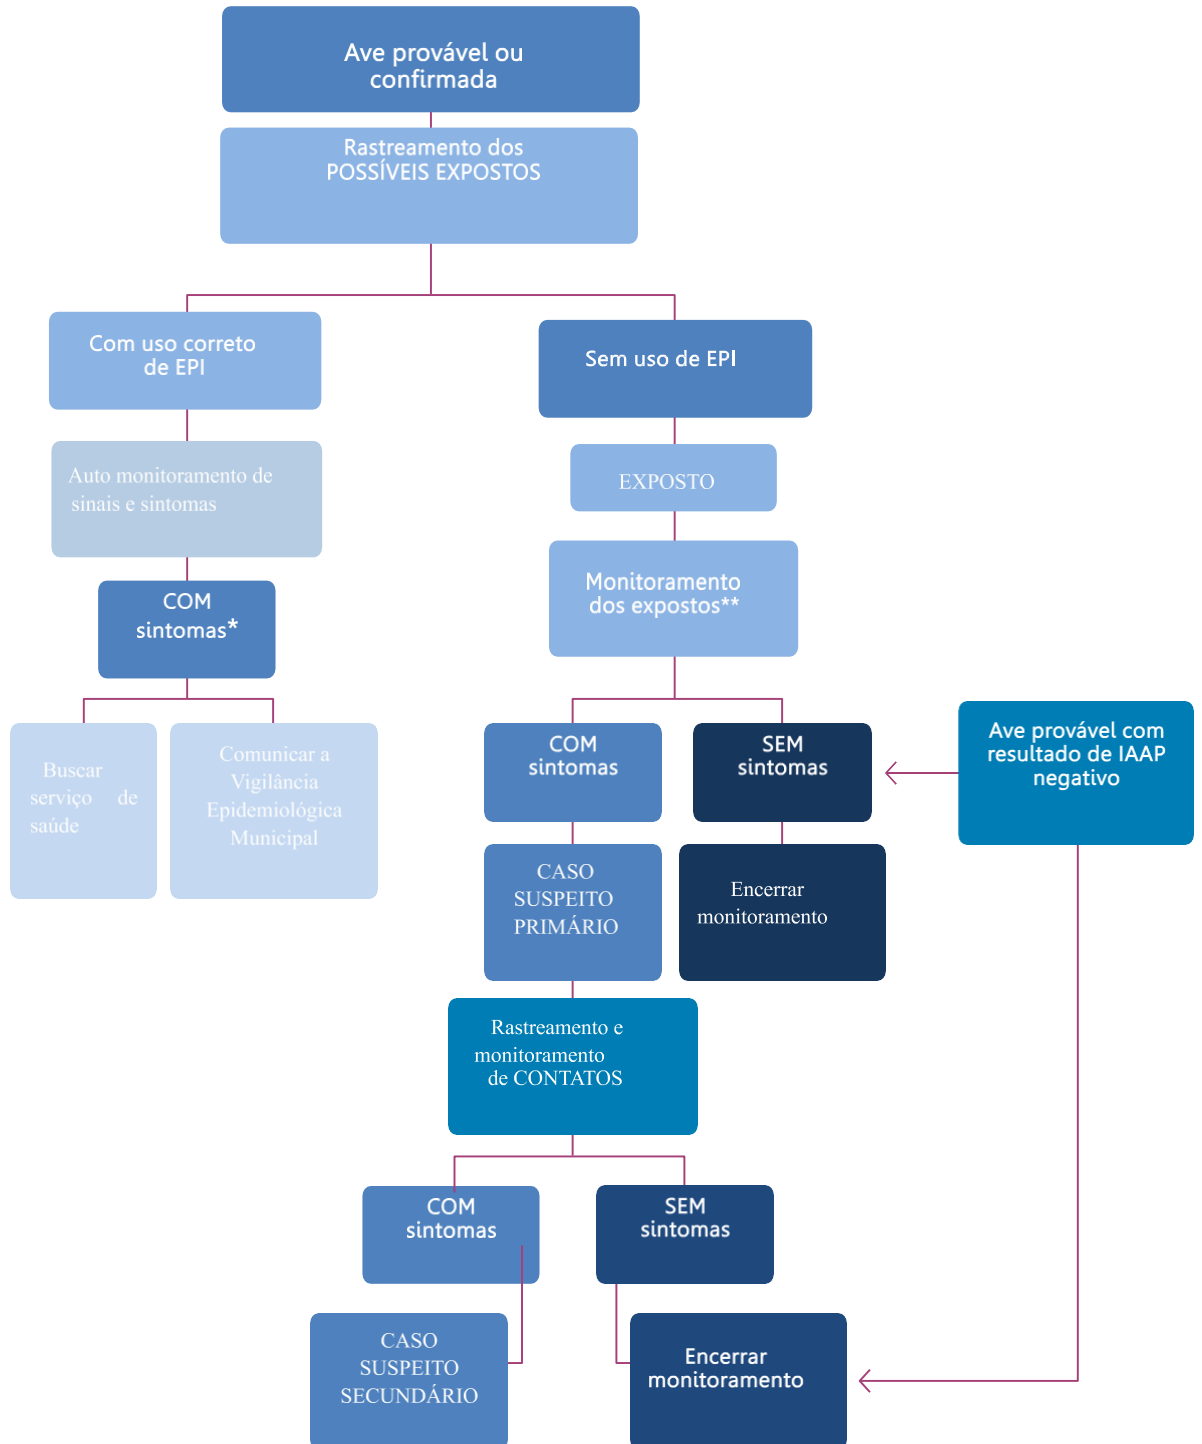 Ave provável ou
confirmada
Rastreamento dos
POSSÍVEIS EXPOSTOS
Com uso correto
de EPI
Sem uso de EPI
Auto monitoramento de
sinais e sintomas
EXPOSTO
COM
sintomas*
Monitoramento
dos expostos**
Buscar
serviço de
saúde
Comunicar a
Vigilância
Epidemiológica
Municipal
COM
sintomas
SEM
sintomas
Ave provável com
resultado de IAAP
negativo
CASO
SUSPEITO
PRIMÁRIO
Encerrar
monitoramento
Rastreamento e
monitoramento
de CONTATOS
COM
sintomas
SEM
sintomas
CASO
SUSPEITO
SECUNDÁRIO
Encerrar
monitoramento